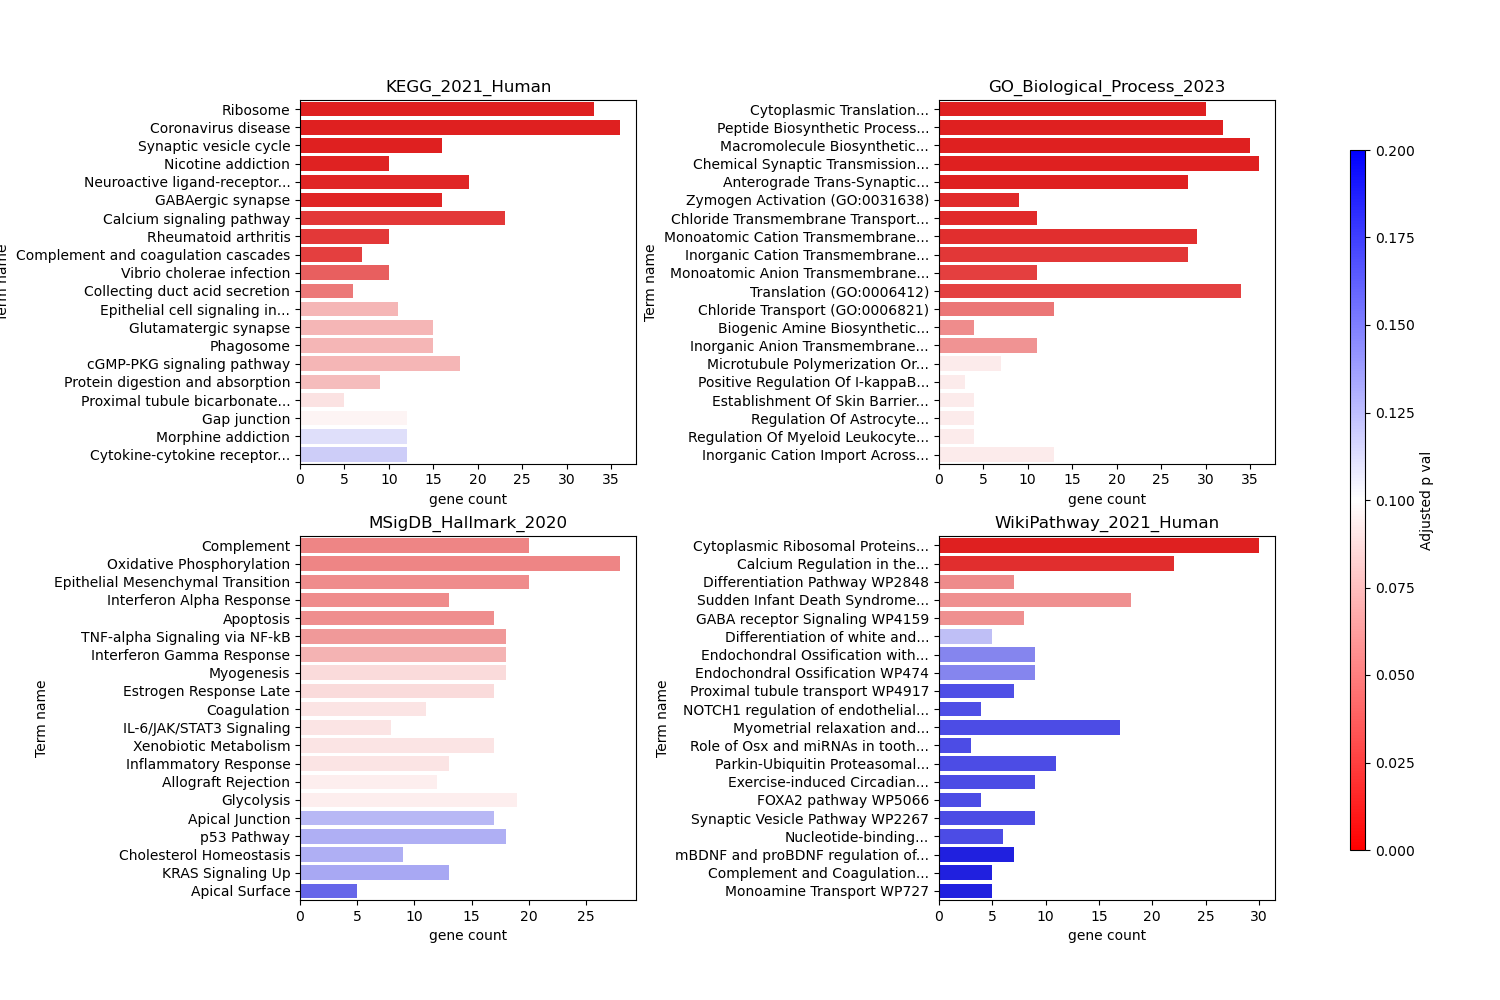 KEGG_2021_Human
Term name
Ribosome
Coronavirus disease
Synaptic vesicle cycle
Nicotine addiction
Neuroactive ligand-receptor...
GABAergic synapse
Calcium signaling pathway
Rheumatoid arthritis
Complement and coagulation cascades
Vibrio cholerae infection
Collecting duct acid secretion
Epithelial cell signaling in...
Glutamatergic synapse
Phagosome
cGMP-PKG signaling pathway
Protein digestion and absorption
Proximal tubule bicarbonate...
Gap junction
Morphine addiction
Cytokine-cytokine receptor...
0 5 10 15 20 25 30 35
gene count
GO_Biological_Process_2023
Term name
Cytoplasmic Translation...
Peptide Biosynthetic Process...
Macromolecule Biosynthetic...
Chemical Synaptic Transmission...
Anterograde Trans-Synaptic...
Zymogen Activation (GO:0031638)
Chloride Transmembrane Transport...
Monoatomic Cation Transmembrane...
Inorganic Cation Transmembrane...
Monoatomic Anion Transmembrane...
Translation (GO:0006412)
Chloride Transport (GO:0006821)
Biogenic Amine Biosynthetic...
Inorganic Anion Transmembrane...
Microtubule Polymerization Or...
Positive Regulation Of I-kappaB...
Establishment Of Skin Barrier...
Regulation Of Astrocyte...
Regulation Of Myeloid Leukocyte...
Inorganic Cation Import Across...
0 5 10 15 20 25 30 35
gene count
MSigDB_Hallmark_2020
Term name
Complement
Oxidative Phosphorylation
Epithelial Mesenchymal Transition
Interferon Alpha Response
Apoptosis
TNF-alpha Signaling via NF-kB
Interferon Gamma Response
Myogenesis
Estrogen Response Late
Coagulation
IL-6/JAK/STAT3 Signaling
Xenobiotic Metabolism
Inflammatory Response
Allograft Rejection
Glycolysis
Apical Junction
p53 Pathway
Cholesterol Homeostasis
KRAS Signaling Up
Apical Surface
0 5 10 15 20 25
gene count
WikiPathway_2021_Human
Term name
Cytoplasmic Ribosomal Proteins...
Calcium Regulation in the...
Differentiation Pathway WP2848
Sudden Infant Death Syndrome...
GABA receptor Signaling WP4159
Differentiation of white and...
Endochondral Ossification with...
Endochondral Ossification WP474
Proximal tubule transport WP4917
NOTCH1 regulation of endothelial...
Myometrial relaxation and...
Role of Osx and miRNAs in tooth...
Parkin-Ubiquitin Proteasomal...
Exercise-induced Circadian...
FOXA2 pathway WP5066
Synaptic Vesicle Pathway WP2267
Nucleotide-binding...
mBDNF and proBDNF regulation of...
Complement and Coagulation...
Monoamine Transport WP727
0 5 10 15 20 25 30
gene count
0.200
0.175
0.150
0.125
0.100
0.075
0.050
0.025
0.000
Adjusted p val